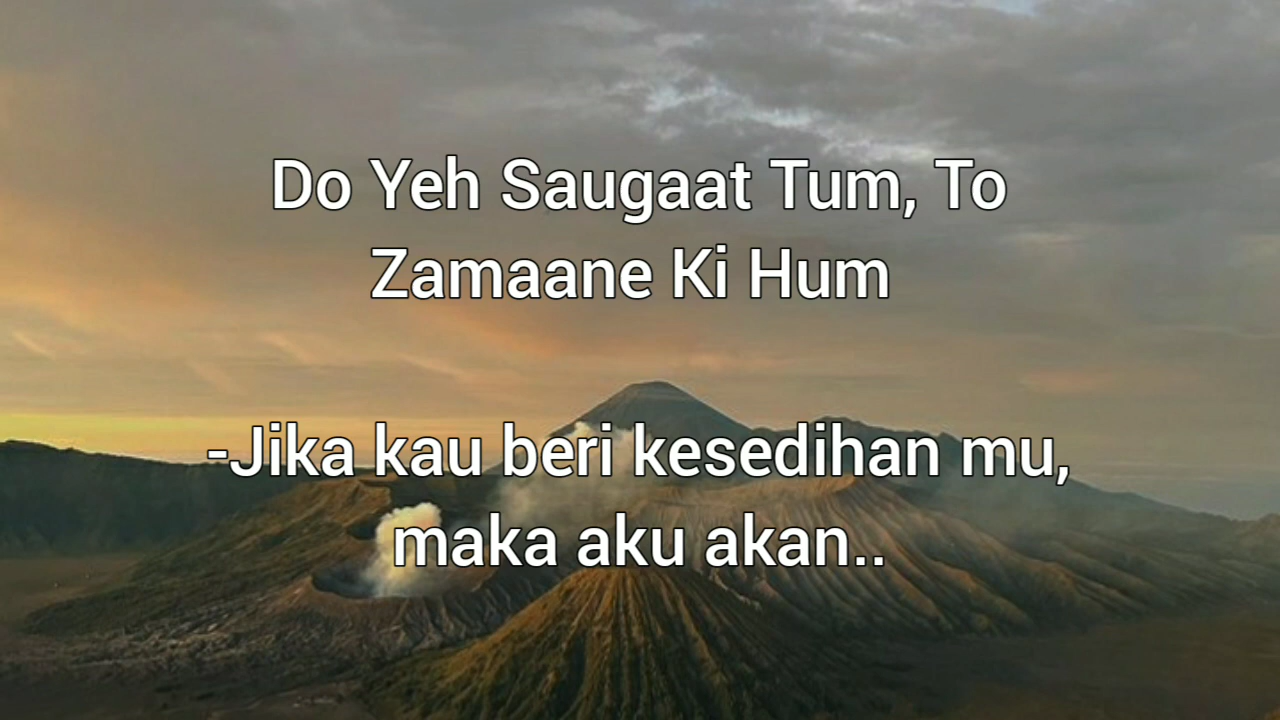 Do Yeh Saugaat Tum, To
Zamaane Ki Hum
-Jika kau beri kesedihan mu,
maka aku akan..